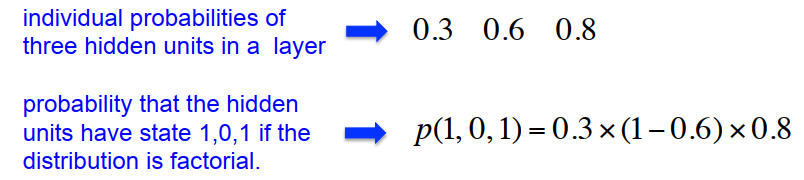 individual probabilities of
three hidden units in a layer
0.3 0.6 0.8
probability that the hidden
units have state 1,0,1 if the
distribution is factorial.
p(1, 0, 1) = 0.3 × (1 − 0.6) × 0.8